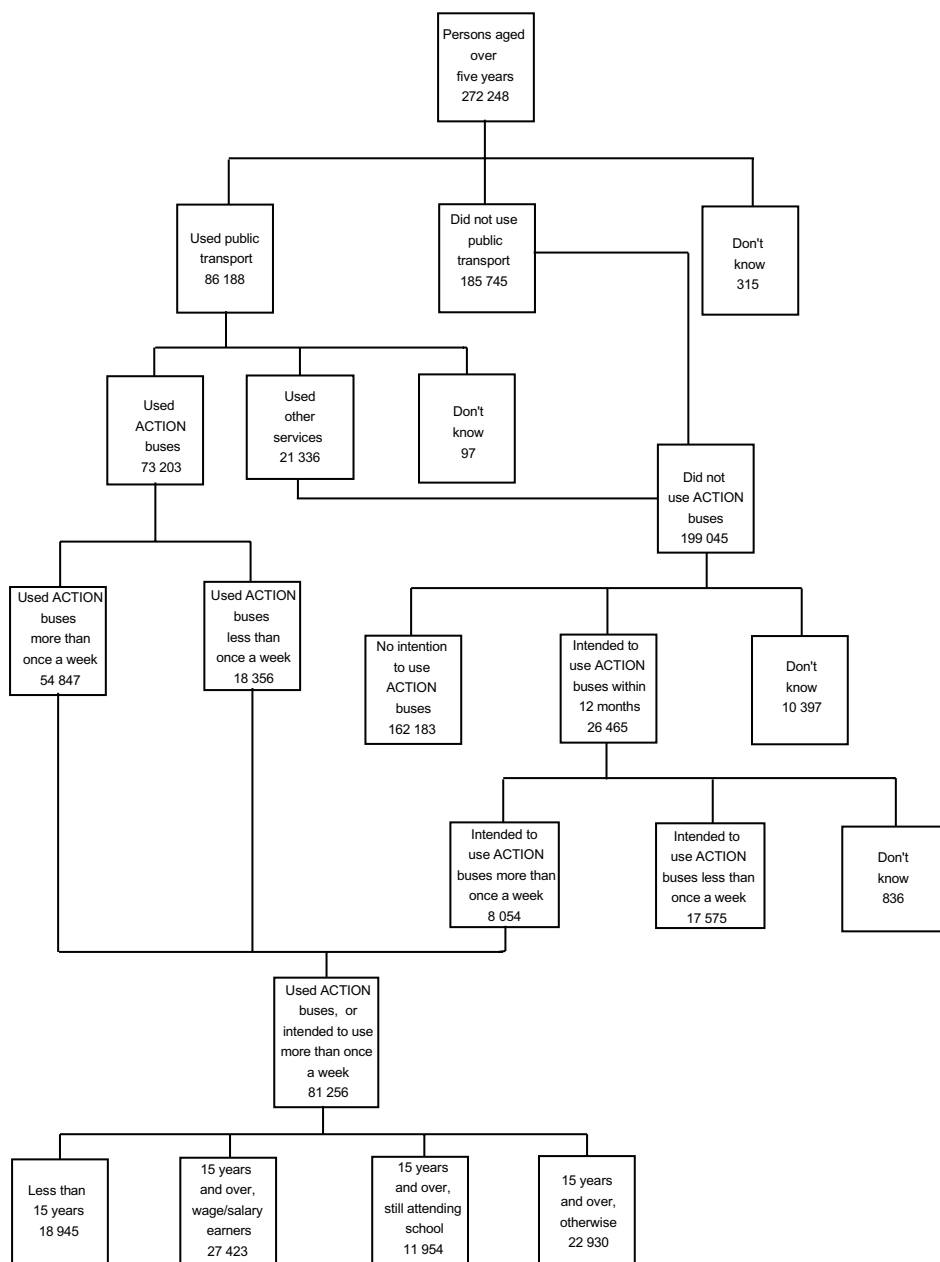 Persons aged
over
five years
272 248
Used public
transport
86 188
Did not use
public
transport
185 745
Don't
know
315
Used
ACTION
buses
73 203
Used
other
services
21 336
Don't
know
97
Did not
use ACTION
buses
199 045
Used ACTION
buses
more than
once a week
54 847
Used ACTION
buses
less than
once a week
18 356
No intention
to use
ACTION
buses
162 183
Intended to
use ACTION
buses within
12 months
26 465
Don't
know
10 397
Intended to
use ACTION
buses more than
once a week
8 054
Intended to
use ACTION
buses less than
once a week
17 575
Don't
know
836
Used ACTION
buses, or
intended to use
more than once
a week
81 256
Less than
15 years
18 945
15 years
and over,
wage/salary
earners
27 423
15 years
and over,
still attending
school
11 954
15 years
and over,
otherwise
22 930